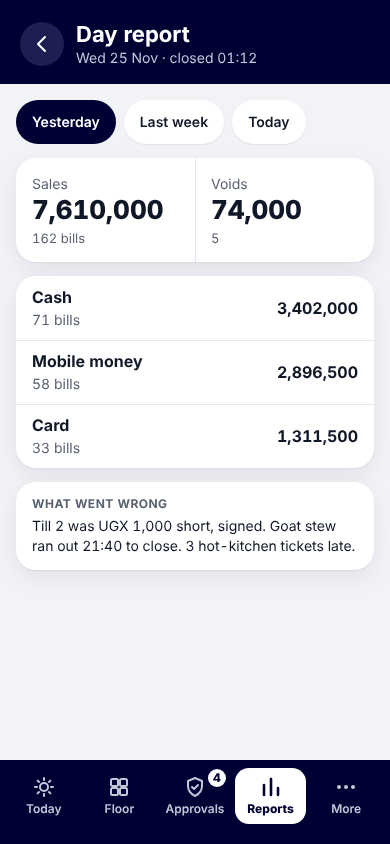 Day report
Wed 25 Nov · closed 01:12
Yesterday
Last week
Today
Sales
7,610,000
162 bills
Voids
74,000
5
Cash
71 bills
3,402,000
Mobile money
58 bills
2,896,500
Card
33 bills
1,311,500
WHAT WENT WRONG
Till 2 was UGX 1,000 short, signed. Goat stew
ran out 21:40 to close. 3 hot-kitchen tickets late.
Today
Floor
4
Approvals
Reports
More